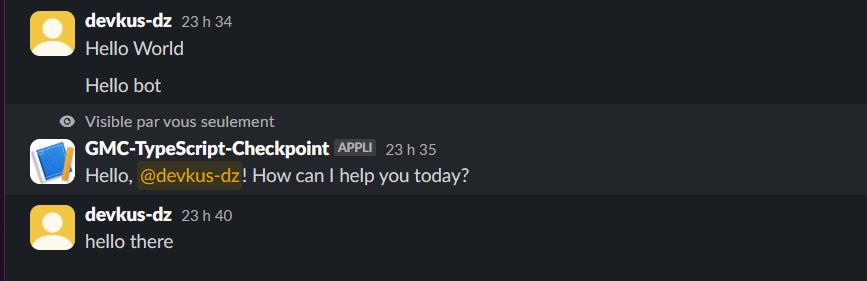 devkus-dz 23 h 34
Hello World
Hello bot
Visible par vous seulement
GMC-TypeScript-Checkpoint APPLI 23 h 35
Hello, @devkus-dz! How can I help you today?
devkus-dz 23 h 40
hello there